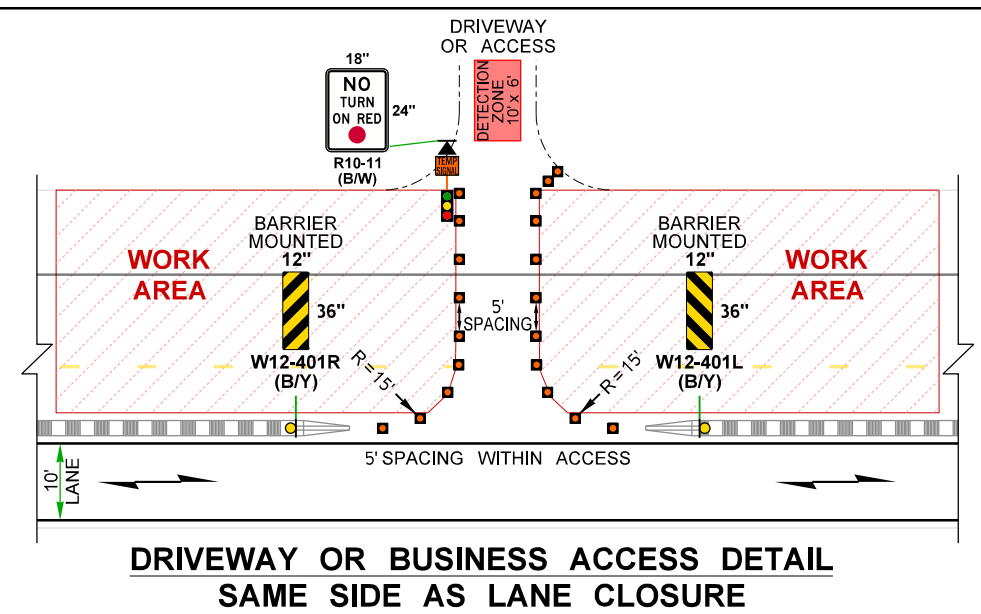 DRIVEWAY
OR ACCESS
18"
NO
TURN
ON RED
24"
R10-11
(B/W)
TEMP
SIGNAL
DETECTION
ZONE
10' x 6'
WORK
AREA
BARRIER
MOUNTED
12"
36"
W12-401R
(B/Y)
R = 15'
5'
SPACING
BARRIER
MOUNTED
12"
36"
W12-401L
(B/Y)
R = 15'
WORK
AREA
5' SPACING WITHIN ACCESS
10'
LANE
DRIVEWAY OR BUSINESS ACCESS DETAIL
SAME SIDE AS LANE CLOSURE